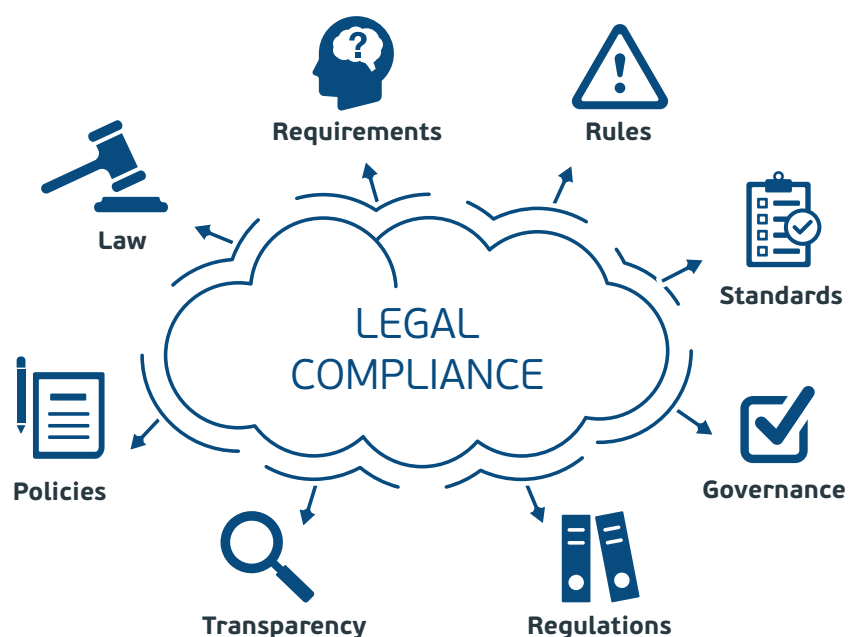 Requirements
Rules
Law
Standards
LEGAL
COMPLIANCE
Policies
Governance
Transparency
Regulations